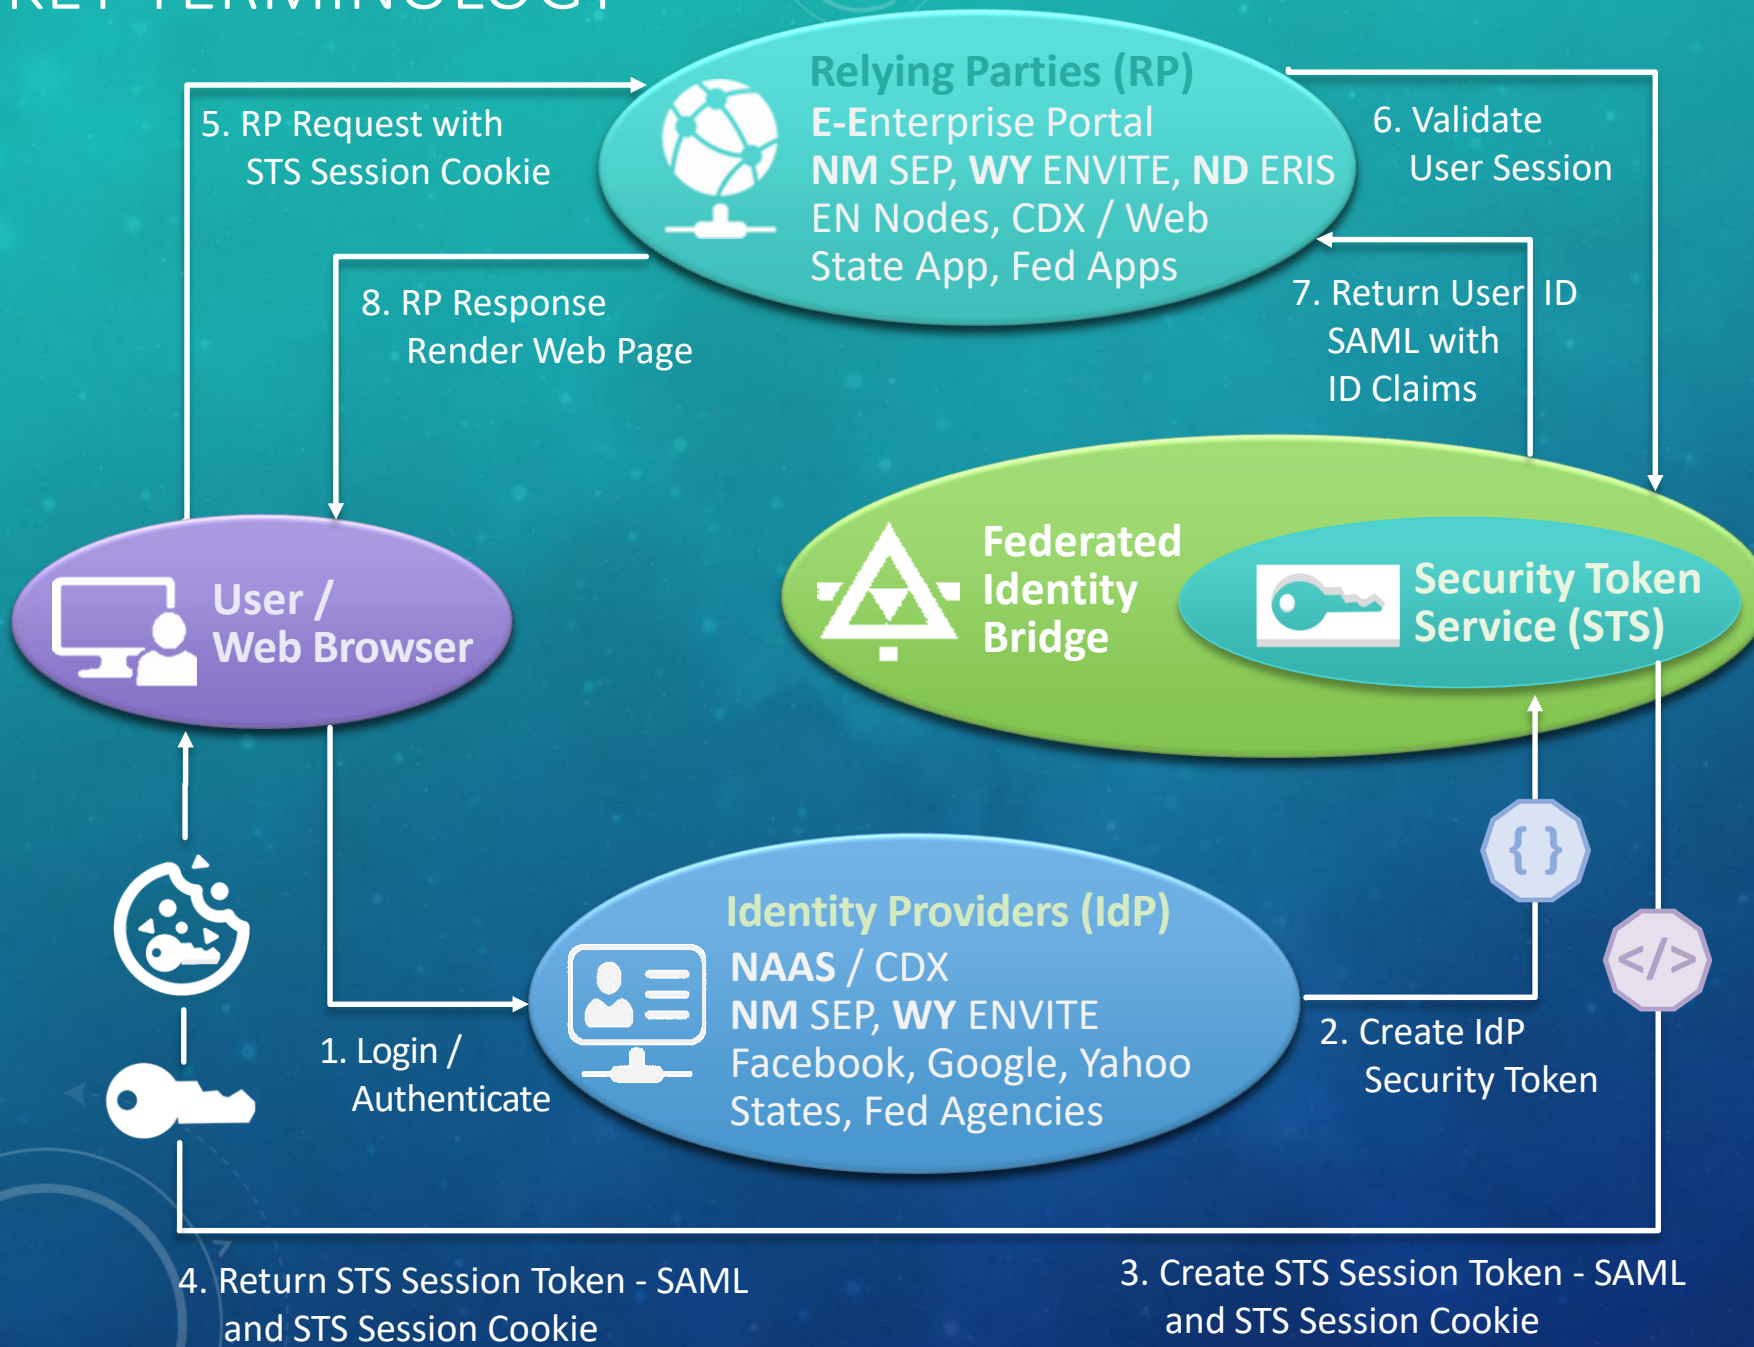 KEY TERMINOLOGY
Relying Parties (RP)
E-Enterprise Portal
NM SEP, WY ENVITE, ND ERIS
EN Nodes, CDX / Web
State App, Fed Apps
5. RP Request with
STS Session Cookie
6. Validate
User Session
8. RP Response
Render Web Page
7. Return User ID
SAML with
ID Claims
User /
Web Browser
Federated
Identity
Bridge
Security Token
Service (STS)
{ }
</>
Identity Providers (IdP)
NAAS / CDX
NM SEP, WY ENVITE
Facebook, Google, Yahoo
States, Fed Agencies
1. Login /
Authenticate
2. Create IdP
Security Token
4. Return STS Session Token - SAML
and STS Session Cookie
3. Create STS Session Token - SAML
and STS Session Cookie